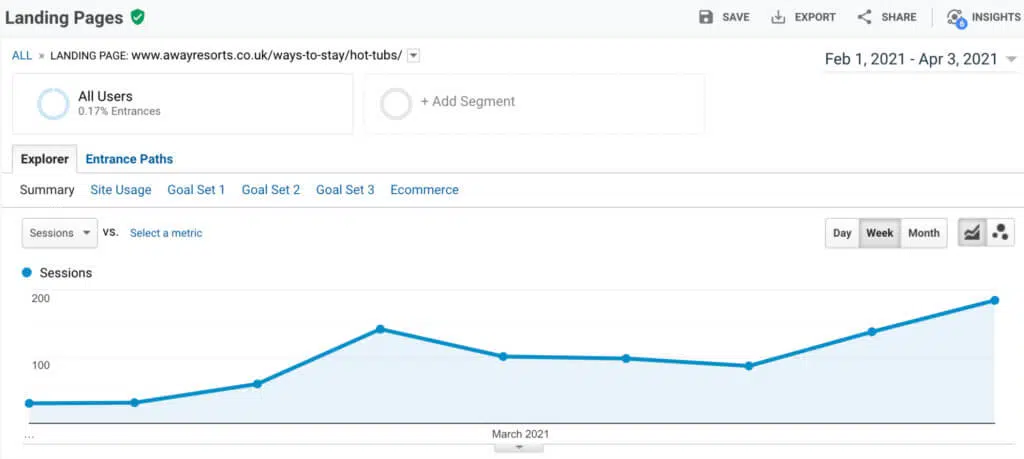 Landing Pages SAVE EXPORT SHARE 6 INSIGHTS
ALL » LANDING PAGE: www.awayresorts.co.uk/ways-to-stay/hot-tubs/ Feb 1, 2021 - Apr 3, 2021
All Users
0.17% Entrances
+ Add Segment
Explorer Entrance Paths
Summary Site Usage Goal Set 1 Goal Set 2 Goal Set 3 Ecommerce
Sessions VS. Select a metric Day Week Month
Sessions
200
100
... March 2021